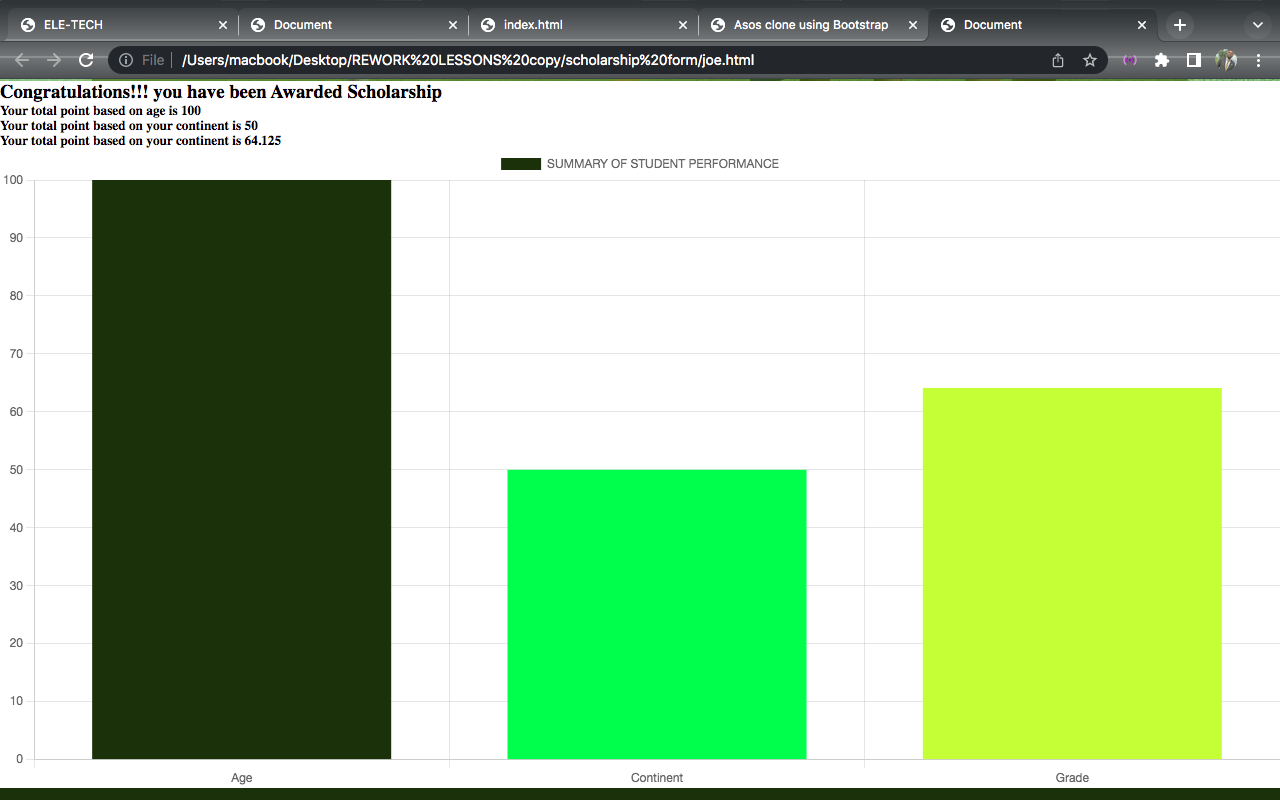 ELE-TECH
Document
index.html
Asos clone using Bootstrap
Document
File
/Users/macbook/Desktop/REWORK%20LESSONS%20copy/scholarship%20form/joe.html
Congratulations!!! you have been Awarded Scholarship
Your total point based on age is 100
Your total point based on your continent is 50
Your total point based on your continent is 64.125
SUMMARY OF STUDENT PERFORMANCE
100
90
80
70
60
50
40
30
20
10
0
Age Continent Grade